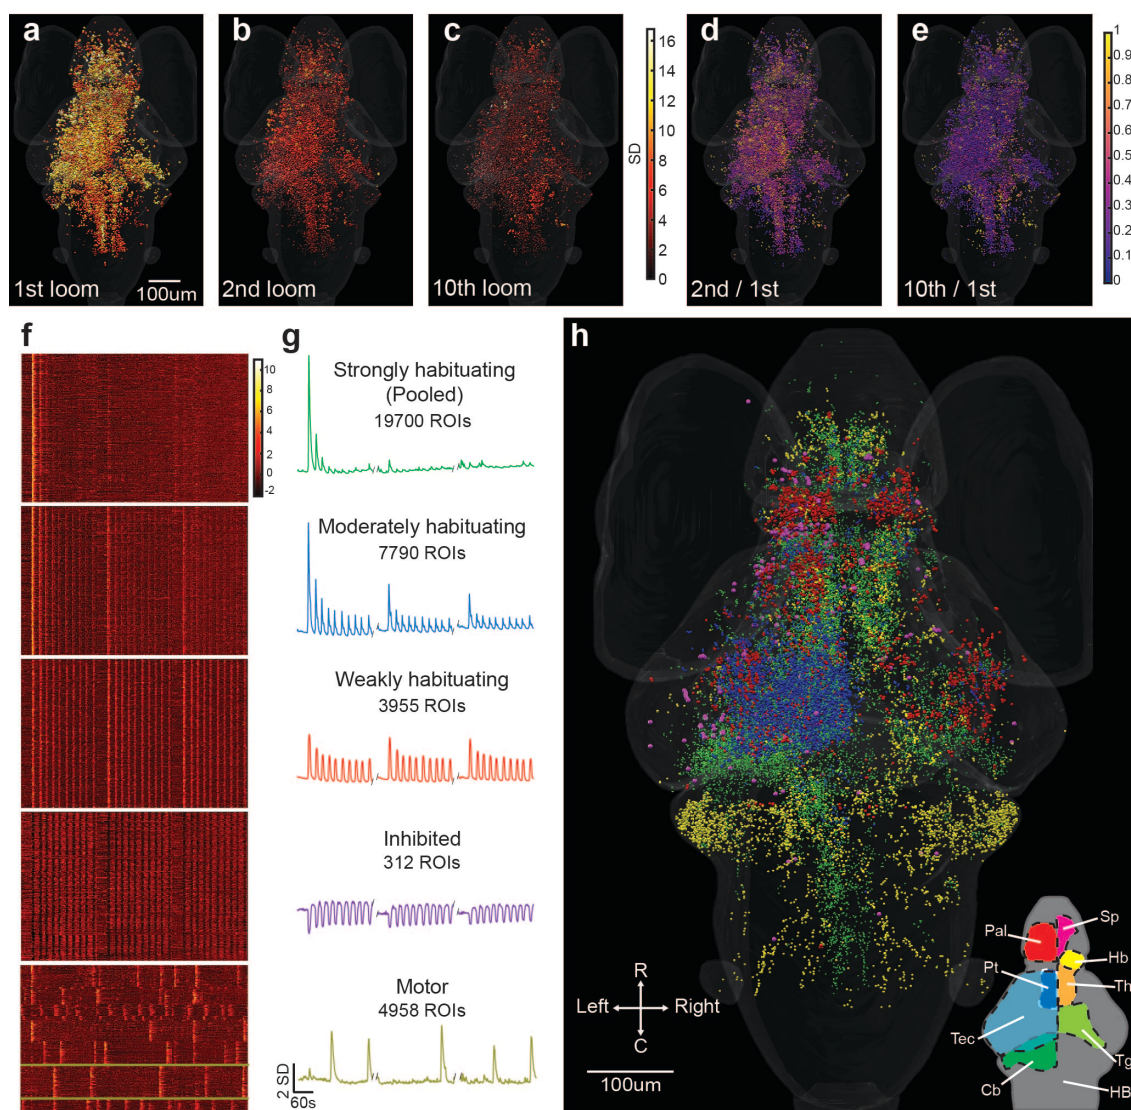 a
b
c
d
e
1st loom
100um
2nd loom
10th loom
SD
16
14
12
10
8
6
4
2
0
2nd / 1st
10th / 1st
1
0.9
0.8
0.7
0.6
0.5
0.4
0.3
0.2
0.1
0
f
g
h
10
8
6
4
2
0
-2
Strongly habituating
(Pooled)
19700 ROIs
Moderately habituating
7790 ROIs
Weakly habituating
3955 ROIs
Inhibited
312 ROIs
Motor
4958 ROIs
2 SD
60s
R
Left
Right
C
100um
Pal
Sp
Hb
Pt
Th
Tec
Tg
Cb
HB